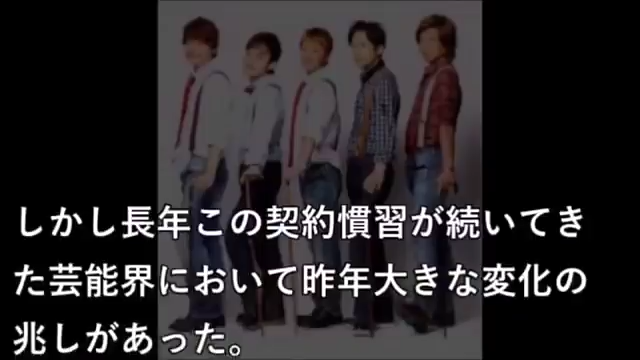 しかし長年この契約慣習が続いてき
た芸能界において昨年大きな変化の
兆しがあった。